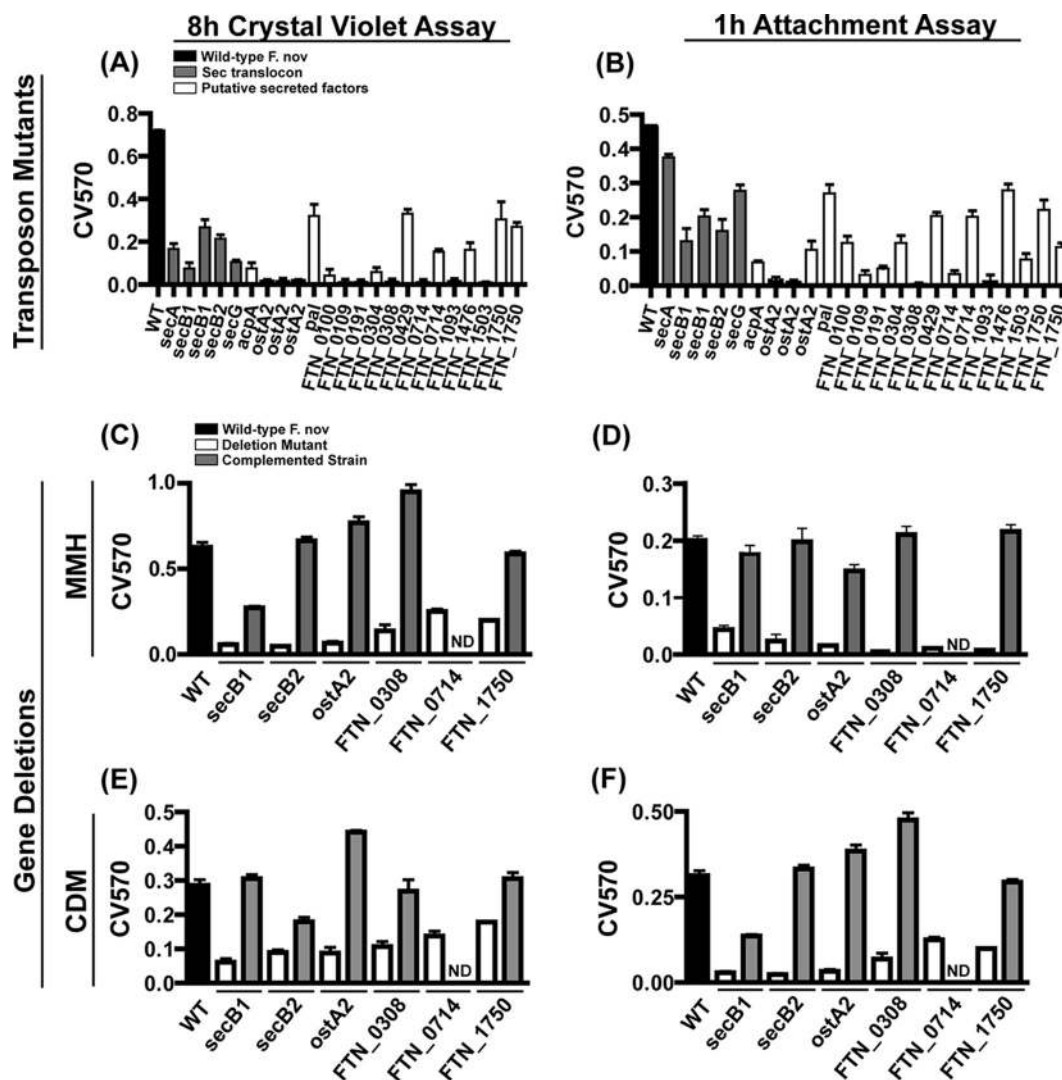 8h Crystal Violet Assay
1h Attachment Assay
Transposon Mutants
(A)
Wild-type F. nov
Sec translocon
Putative secreted factors
CV570
0.8
0.6
0.4
0.2
0.0
WT
secA
secB1
secB1
secB2
secG
acpA
ostA2
ostA2
ostA2
pal
FTN_0100
FTN_0109
FTN_0191
FTN_0304
FTN_0308
FTN_0429
FTN_0714
FTN_0714
FTN_1093
FTN_1476
FTN_1503
FTN_1750
FTN_1750
(B)
CV570
0.5
0.4
0.3
0.2
0.1
0.0
WT
secA
secB1
secB1
secB2
secG
acpA
ostA2
ostA2
ostA2
pal
FTN_0100
FTN_0109
FTN_0191
FTN_0304
FTN_0308
FTN_0429
FTN_0714
FTN_0714
FTN_1093
FTN_1476
FTN_1503
FTN_1750
FTN_1750
Gene Deletions
MMH
(C)
Wild-type F. nov
Deletion Mutant
Complemented Strain
CV570
1.0
0.5
0.0
ND
WT
secB1
secB2
ostA2
FTN_0308
FTN_0714
FTN_1750
(D)
CV570
0.3
0.2
0.1
0.0
ND
WT
secB1
secB2
ostA2
FTN_0308
FTN_0714
FTN_1750
CDM
(E)
CV570
0.5
0.4
0.3
0.2
0.1
0.0
ND
WT
secB1
secB2
ostA2
FTN_0308
FTN_0714
FTN_1750
(F)
CV570
0.50
0.25
0.00
ND
WT
secB1
secB2
ostA2
FTN_0308
FTN_0714
FTN_1750